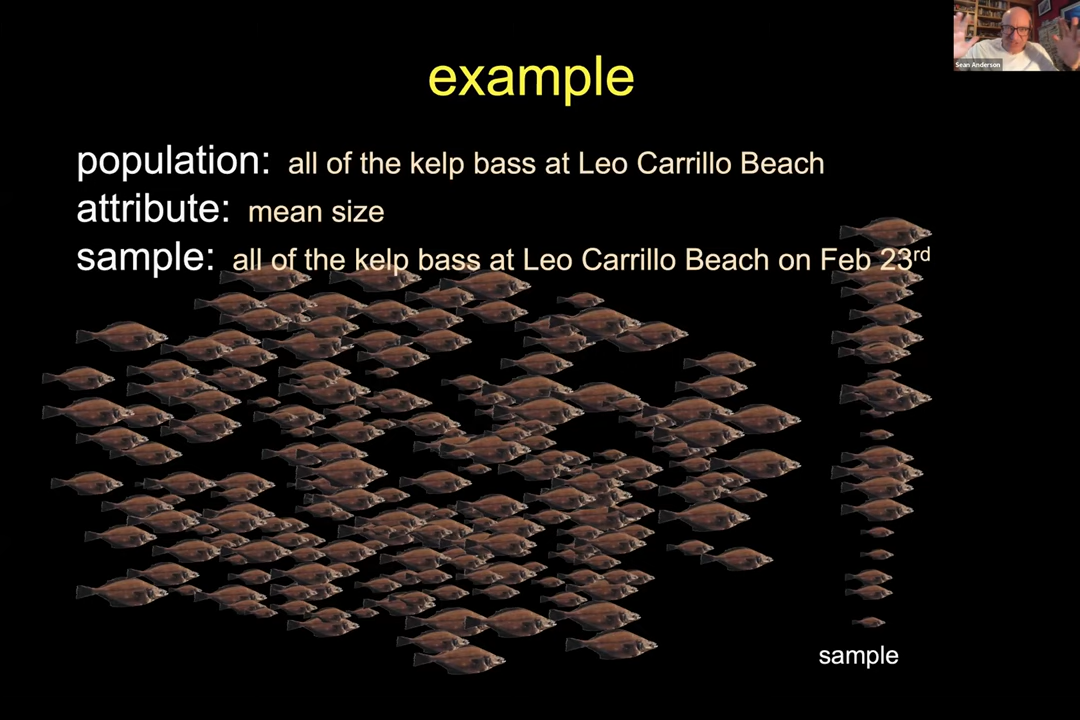 Sean Anderson
example
population: all of the kelp bass at Leo Carrillo Beach
attribute: mean size
sample: all of the kelp bass at Leo Carrillo Beach on Feb 23rd
sample